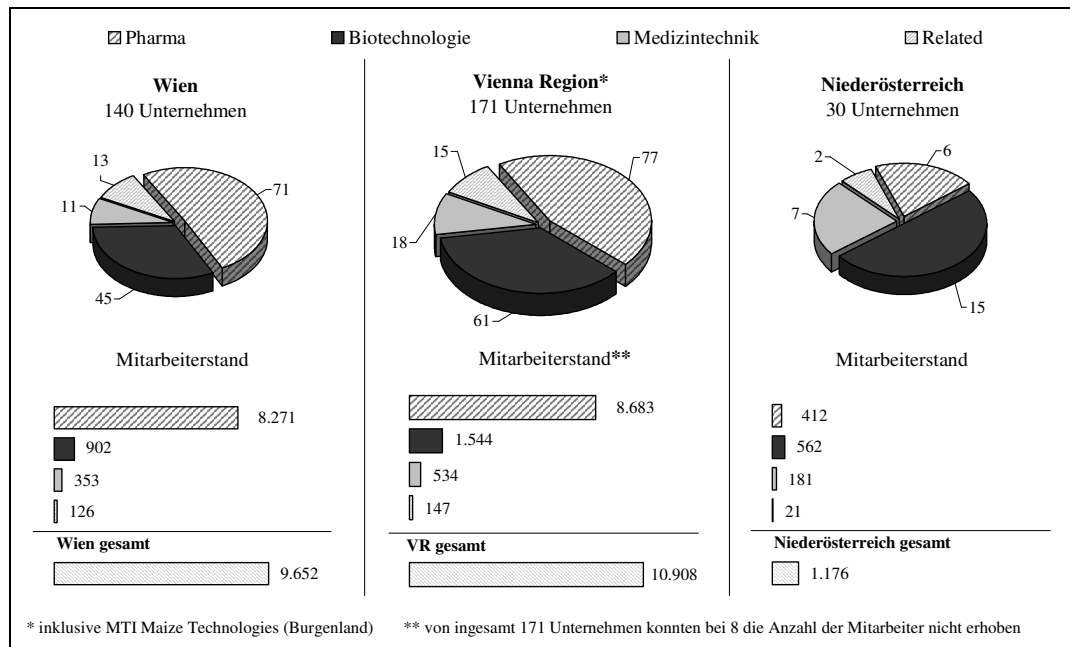 Pharma Biotechnologie Medizintechnik Related
Wien
140 Unternehmen
13
71
11
45
Mitarbeiterstand
8.271
902
353
126
Wien gesamt
9.652
Vienna Region*
171 Unternehmen
15
77
18
61
Mitarbeiterstand**
8.683
1.544
534
147
VR gesamt
10.908
Niederösterreich
30 Unternehmen
2
6
7
15
Mitarbeiterstand
412
562
181
21
Niederösterreich gesamt
1.176
* inklusive MTI Maize Technologies (Burgenland) ** von ingesamt 171 Unternehmen konnten bei 8 die Anzahl der Mitarbeiter nicht erhoben